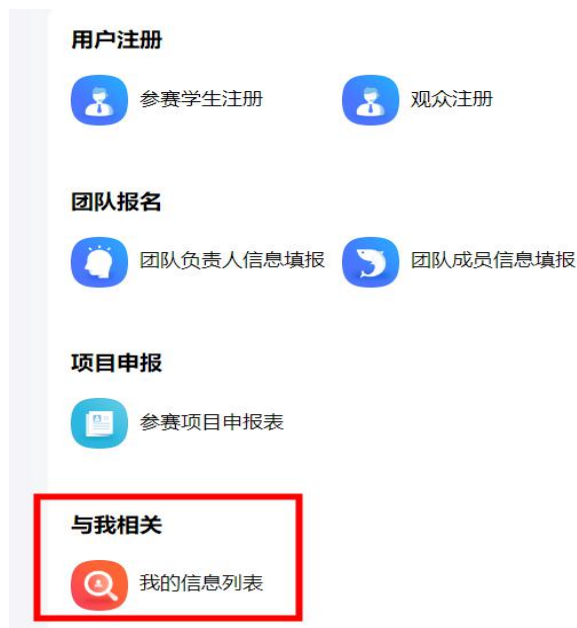 用户注册
参赛学生注册 观众注册
团队报名
团队负责人信息填报 团队成员信息填报
项目申报
参赛项目申报表
与我相关
我的信息列表